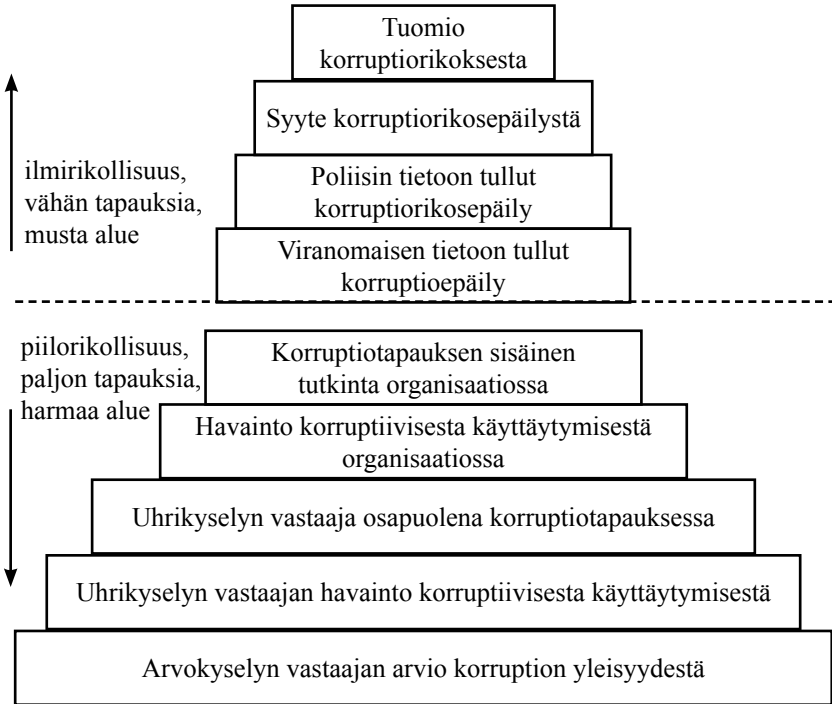 Tuomio
korruptiorikoksesta
Syyte korruptiorikosepäilystä
ilmirikollisuus,
vähän tapauksia,
musta alue
Poliisin tietoon tullut
korruptiorikosepäily
Viranomaisen tietoon tullut
korruptioepäily
piilorikollisuus,
paljon tapauksia,
harmaa alue
Korruptiotapauksen sisäinen
tutkinta organisaatiossa
Havainto korruptiivisesta käyttäytymisestä
organisaatiossa
Uhrikyselyn vastaaja osapuolena korruptiotapauksessa
Uhrikyselyn vastaajan havainto korruptiivisesta käyttäytymisestä
Arvokyselyn vastaajan arvio korruption yleisyydestä